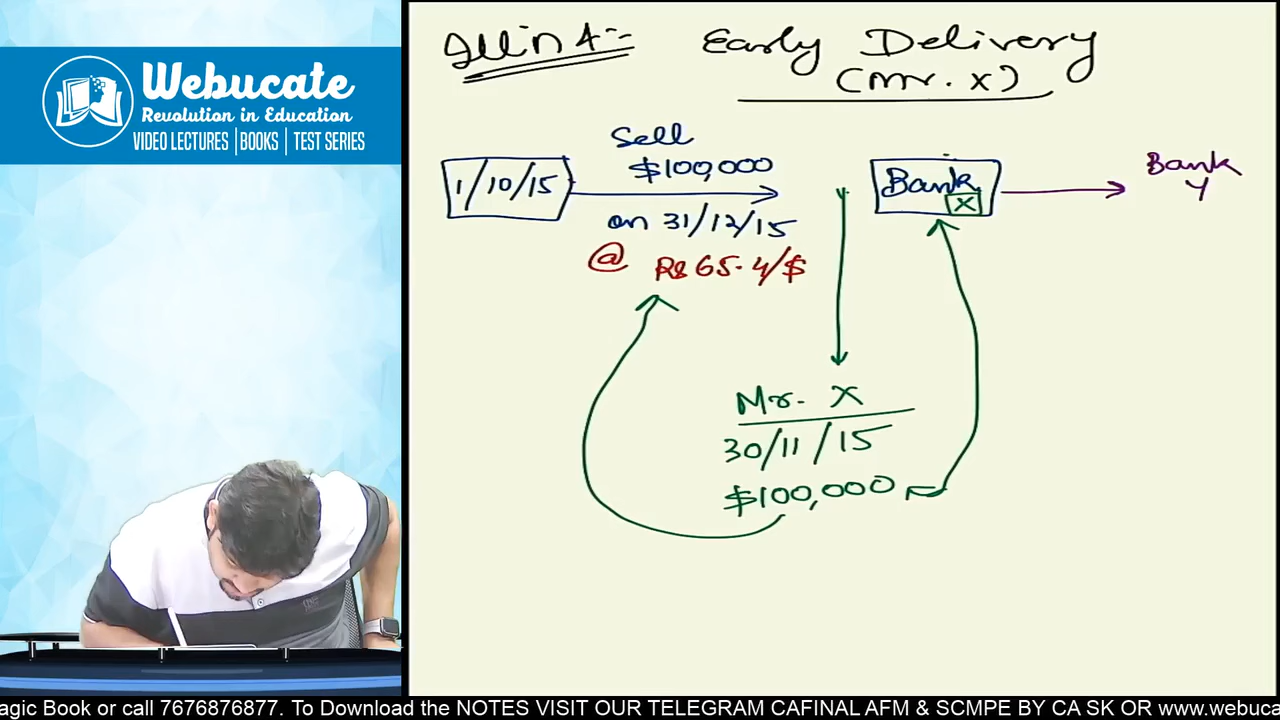 Webucate
Revolution in Education
VIDEO LECTURES | BOOKS | TEST SERIES
Illn 4:- Early Delivery
(Mr. X)
1/10/15
Sell
$100,000
on 31/12/15
@ Rs 65.4/$
Bank
X
Bank
Y
Mr. X
30/11/15
$100,000
agic Book or call 7676876877. To Download the NOTES VISIT OUR TELEGRAM CAFINAL AFM & SCMPE BY CA SK OR www.webuca